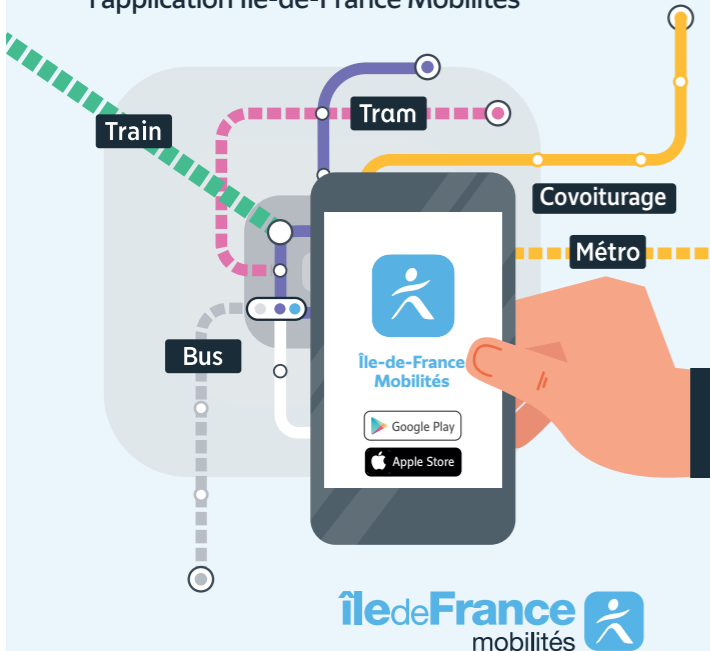 l'application Île-de-France Mobilités
Tram
Train
Covoiturage
Métro
Bus
Île-de-France
Mobilités
Google Play
Apple Store
îledeFrance
mobilités